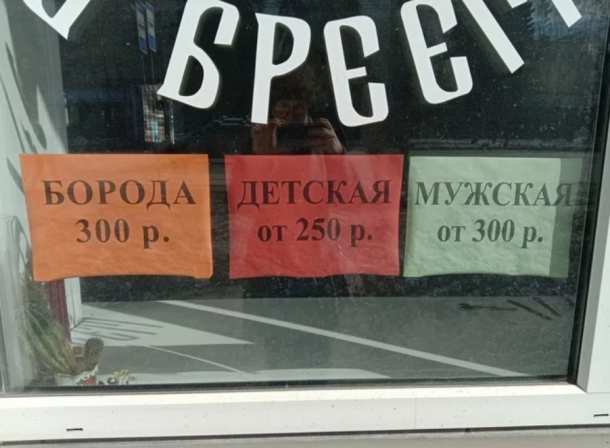 БРЕЕМ
БОРОДА
300 р.
ДЕТСКАЯ
от 250 р.
МУЖСКАЯ
от 300 р.